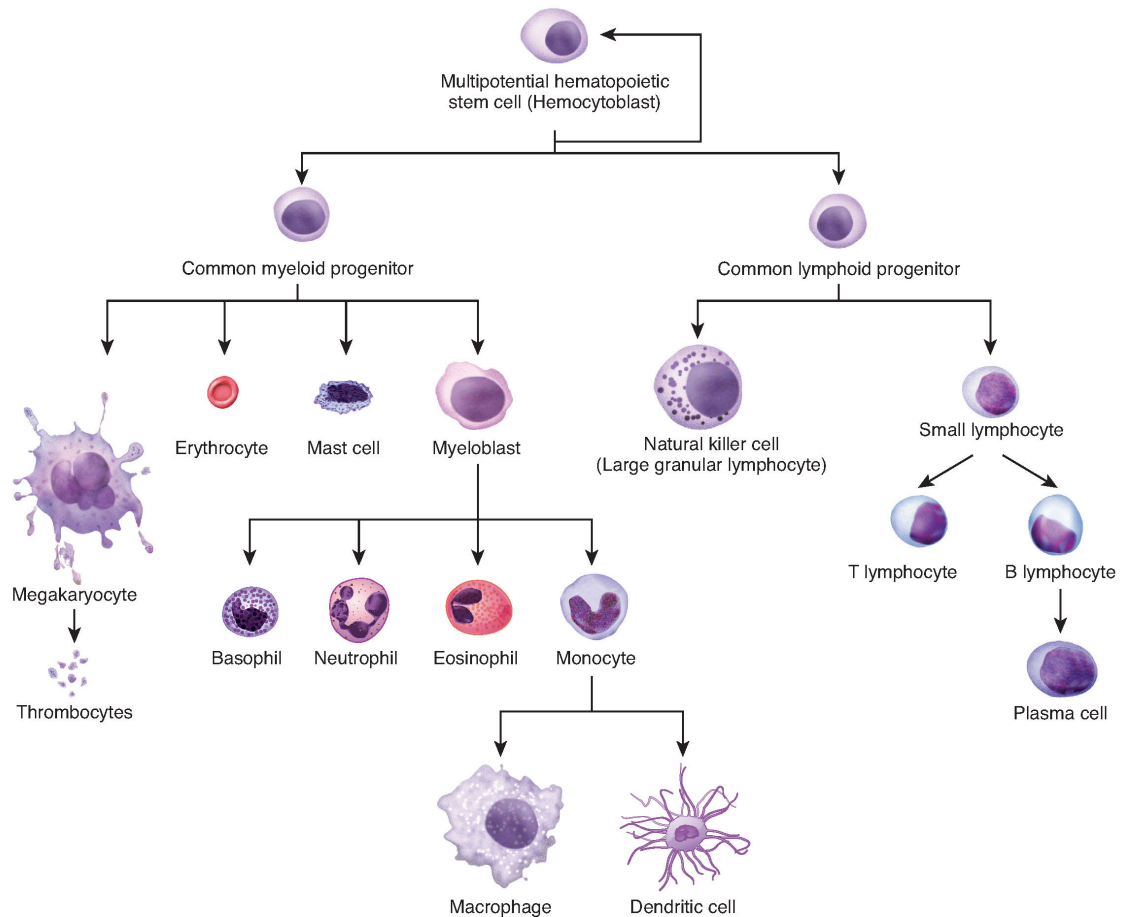 Multipotential hematopoietic
stem cell (Hemocytoblast)
Common myeloid progenitor
Common lymphoid progenitor
Erythrocyte
Mast cell
Myeloblast
Natural killer cell
(Large granular lymphocyte)
Small lymphocyte
T lymphocyte
B lymphocyte
Megakaryocyte
Basophil
Neutrophil
Eosinophil
Monocyte
Thrombocytes
Plasma cell
Macrophage
Dendritic cell